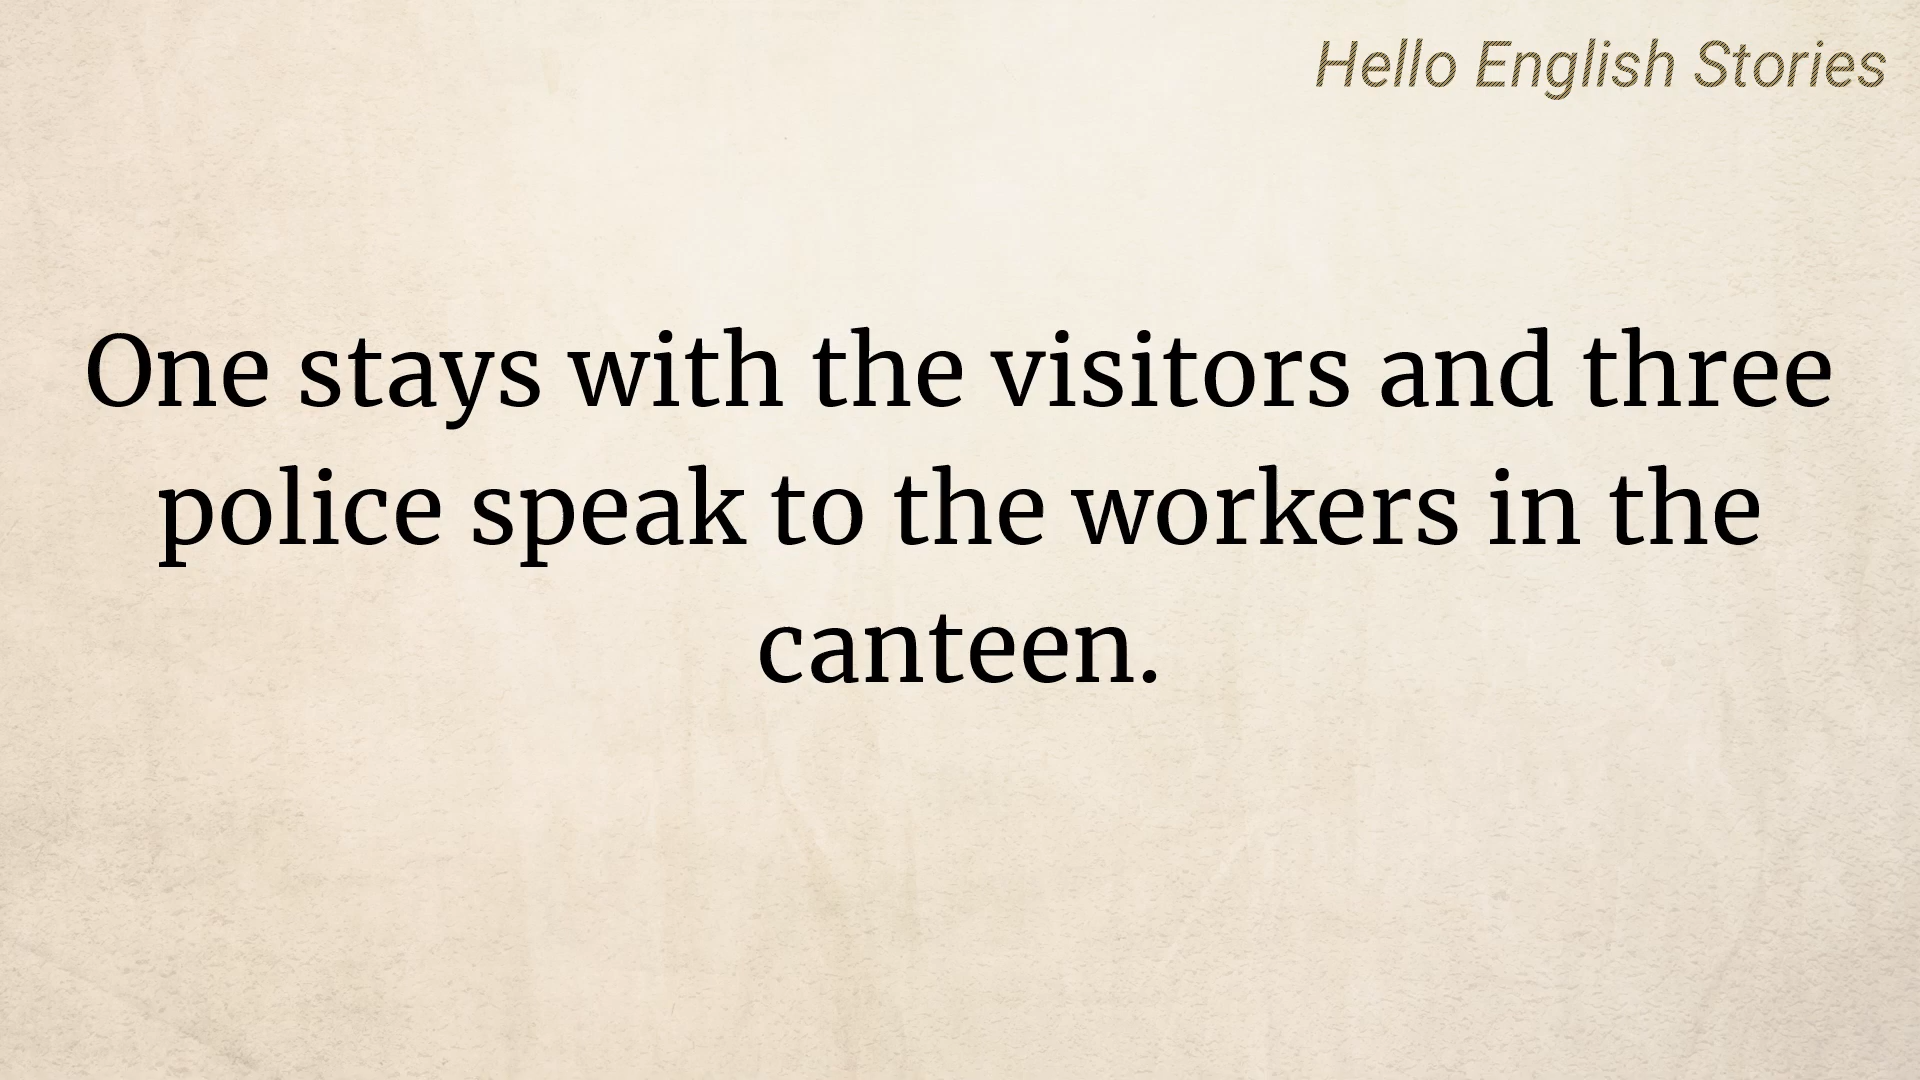 Hello English Stories
One stays with the visitors and three
police speak to the workers in the
canteen.